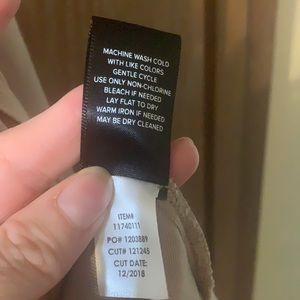 MACHINE WASH COLD
WITH LIKE COLORS
GENTLE CYCLE
USE ONLY NON-CHLORINE
BLEACH IF NEEDED
LAY FLAT TO DRY
WARM IRON IF NEEDED
MAY BE DRY CLEANED
ITEM#
11740111
PO# 1203889
CUT# 121245
CUT DATE:
12/2018